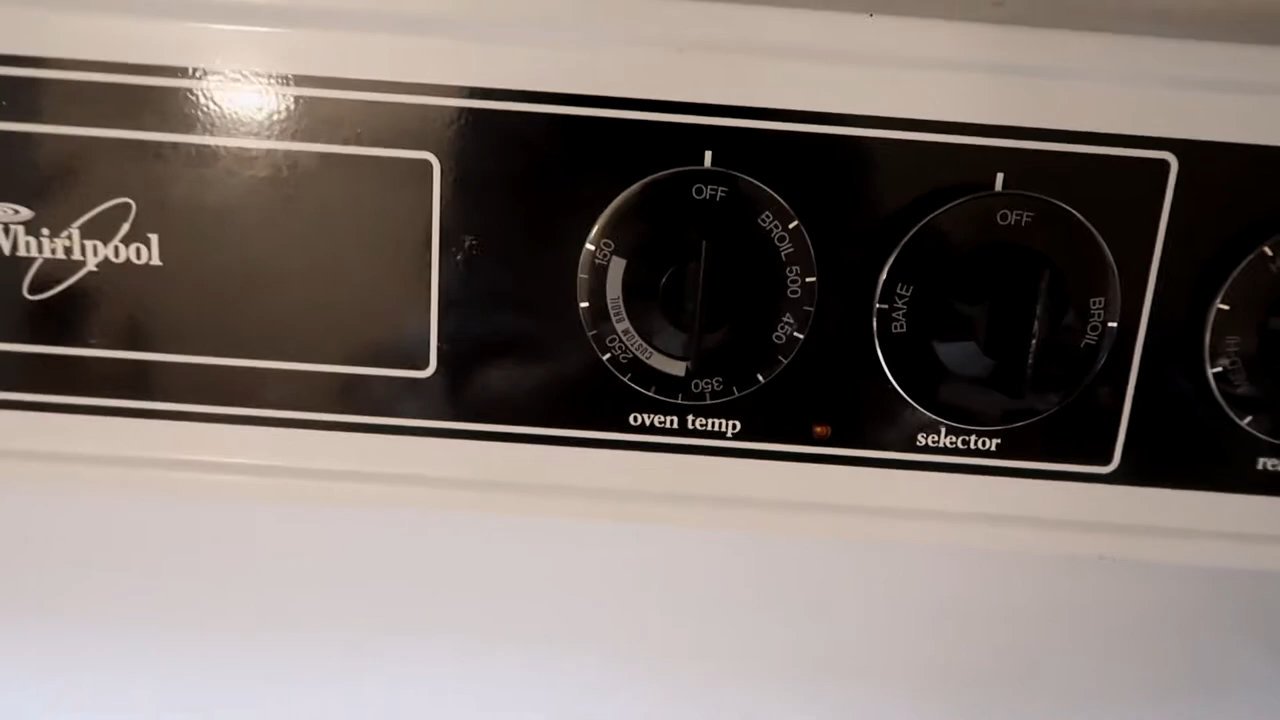 Whirlpool
OFF
BROIL
500
450
350
250
150
CUSTOM BROIL
oven temp
OFF
BROIL
BAKE
selector